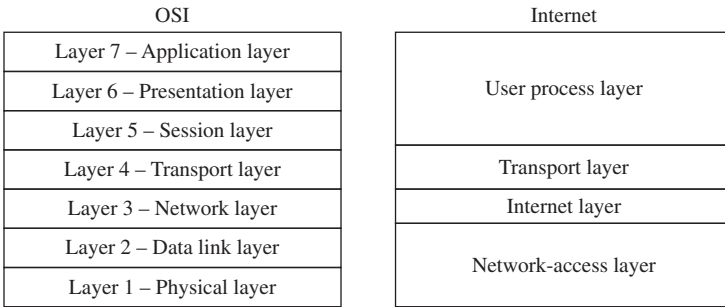 OSI
Layer 7 – Application layer
Layer 6 – Presentation layer
Layer 5 – Session layer
Layer 4 – Transport layer
Layer 3 – Network layer
Layer 2 – Data link layer
Layer 1 – Physical layer
Internet
User process layer
Transport layer
Internet layer
Network-access layer